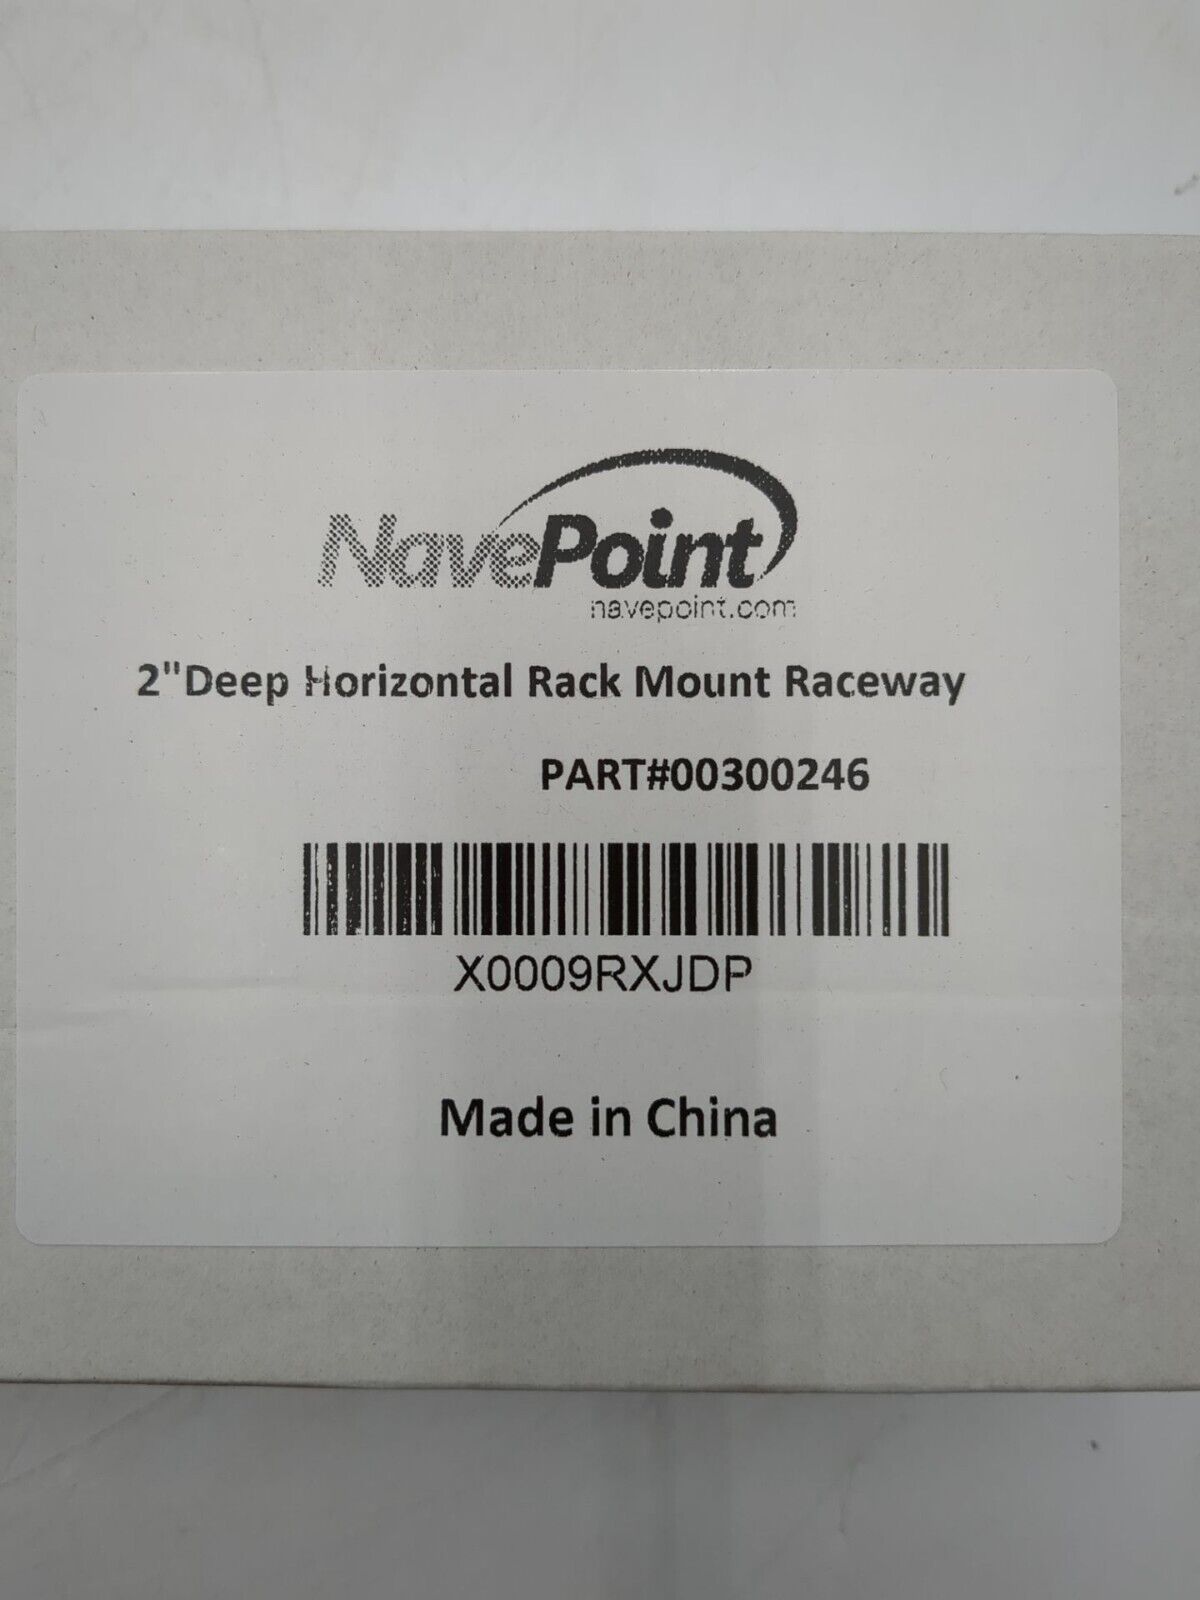 NavePoint
navepoint.com
2"Deep Horizontal Rack Mount Raceway
PART#00300246
X0009RXJDP
Made in China